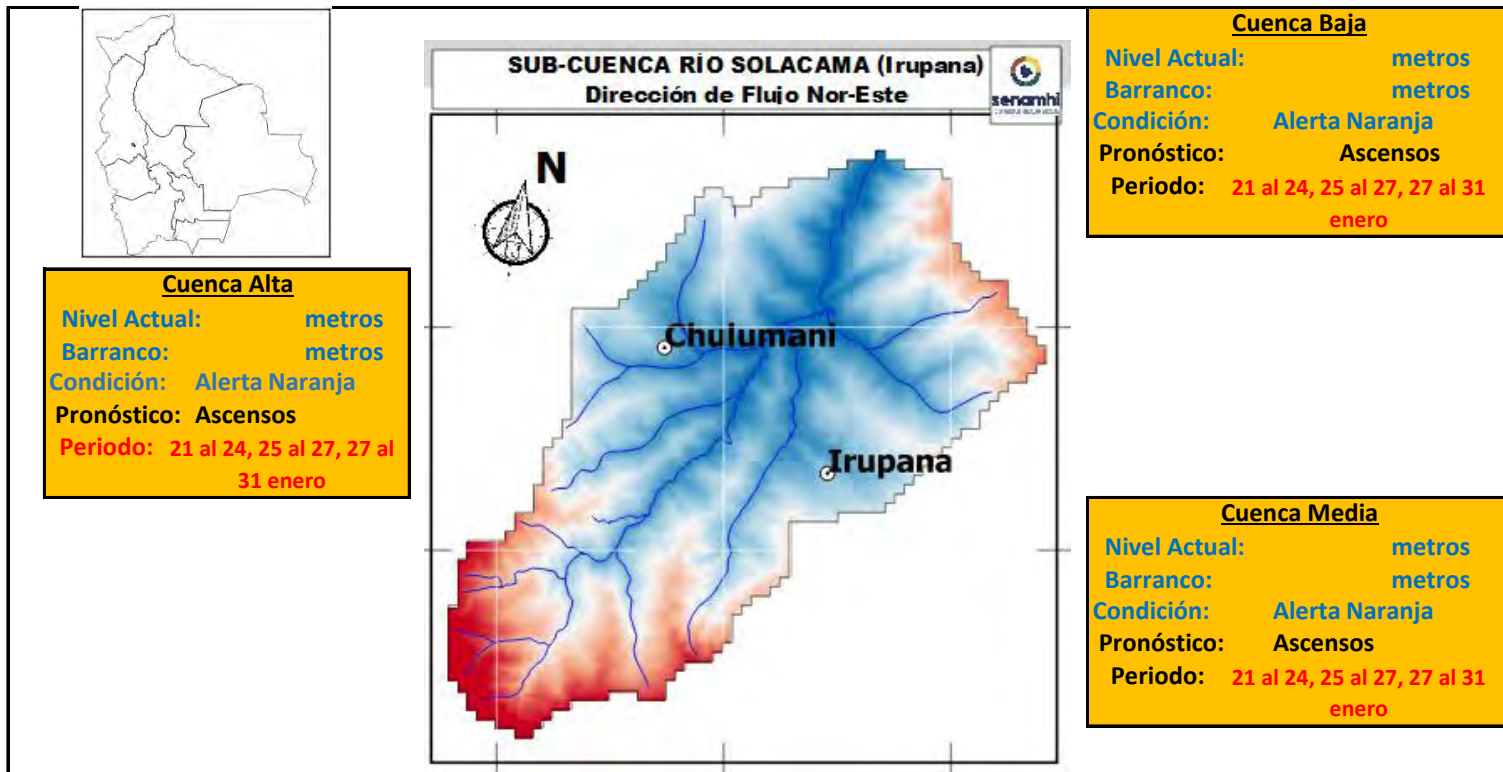 SUB-CUENCA RÍO SOLACAMA (Irupana)
Dirección de Flujo Nor-Este
senamhi
N
Chulumani
Irupana
Cuenca Alta
Nivel Actual: metros
Barranco: metros
Condición: Alerta Naranja
Pronóstico: Ascensos
Periodo: 21 al 24, 25 al 27, 27 al
31 enero
Cuenca Baja
Nivel Actual: metros
Barranco: metros
Condición: Alerta Naranja
Pronóstico: Ascensos
Periodo: 21 al 24, 25 al 27, 27 al 31
enero
Cuenca Media
Nivel Actual: metros
Barranco: metros
Condición: Alerta Naranja
Pronóstico: Ascensos
Periodo: 21 al 24, 25 al 27, 27 al 31
enero